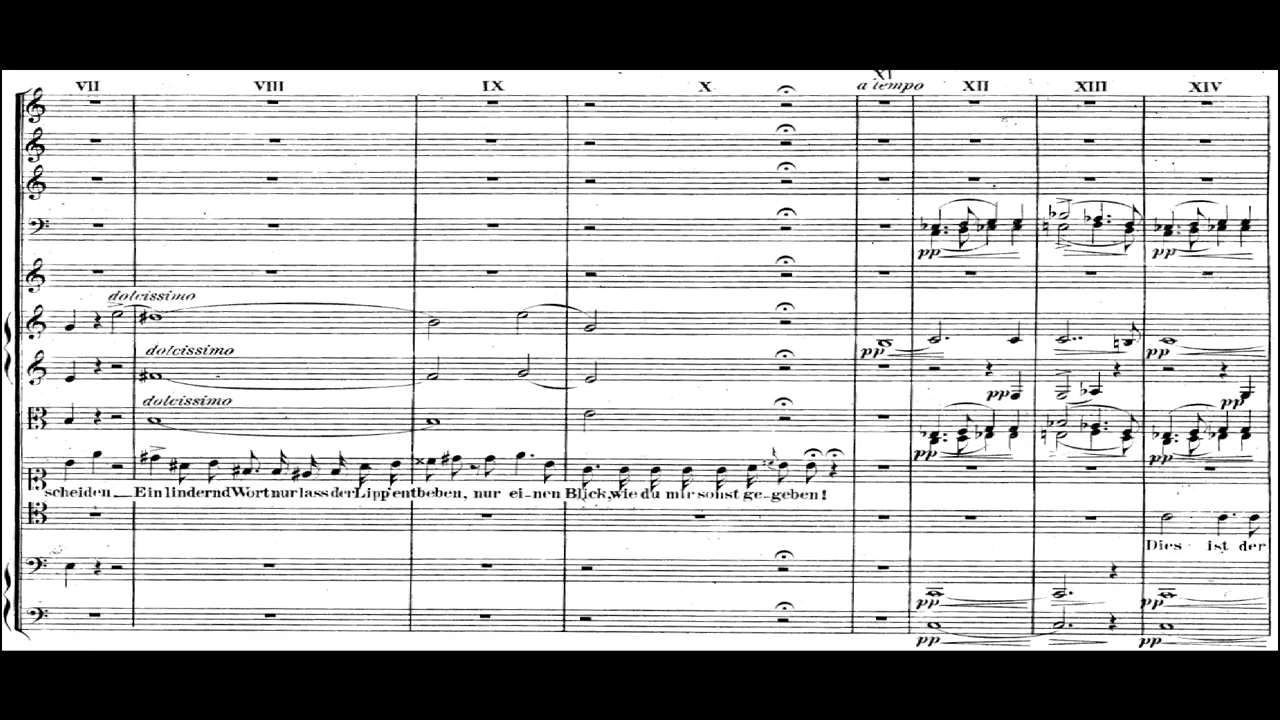 VII VIII IX X XI XII XIII XIV
a tempo
dolcissimo
pp
dolcissimo
pp
pp
dolcissimo
pp
pp
pp
pp
scheiden. Ein lindernd Wort nur lass der Lipp' entbeben, nur ei-nen Blick, wie du mir sonst ge-geben!
Dies ist der
pp
pp
pp
pp